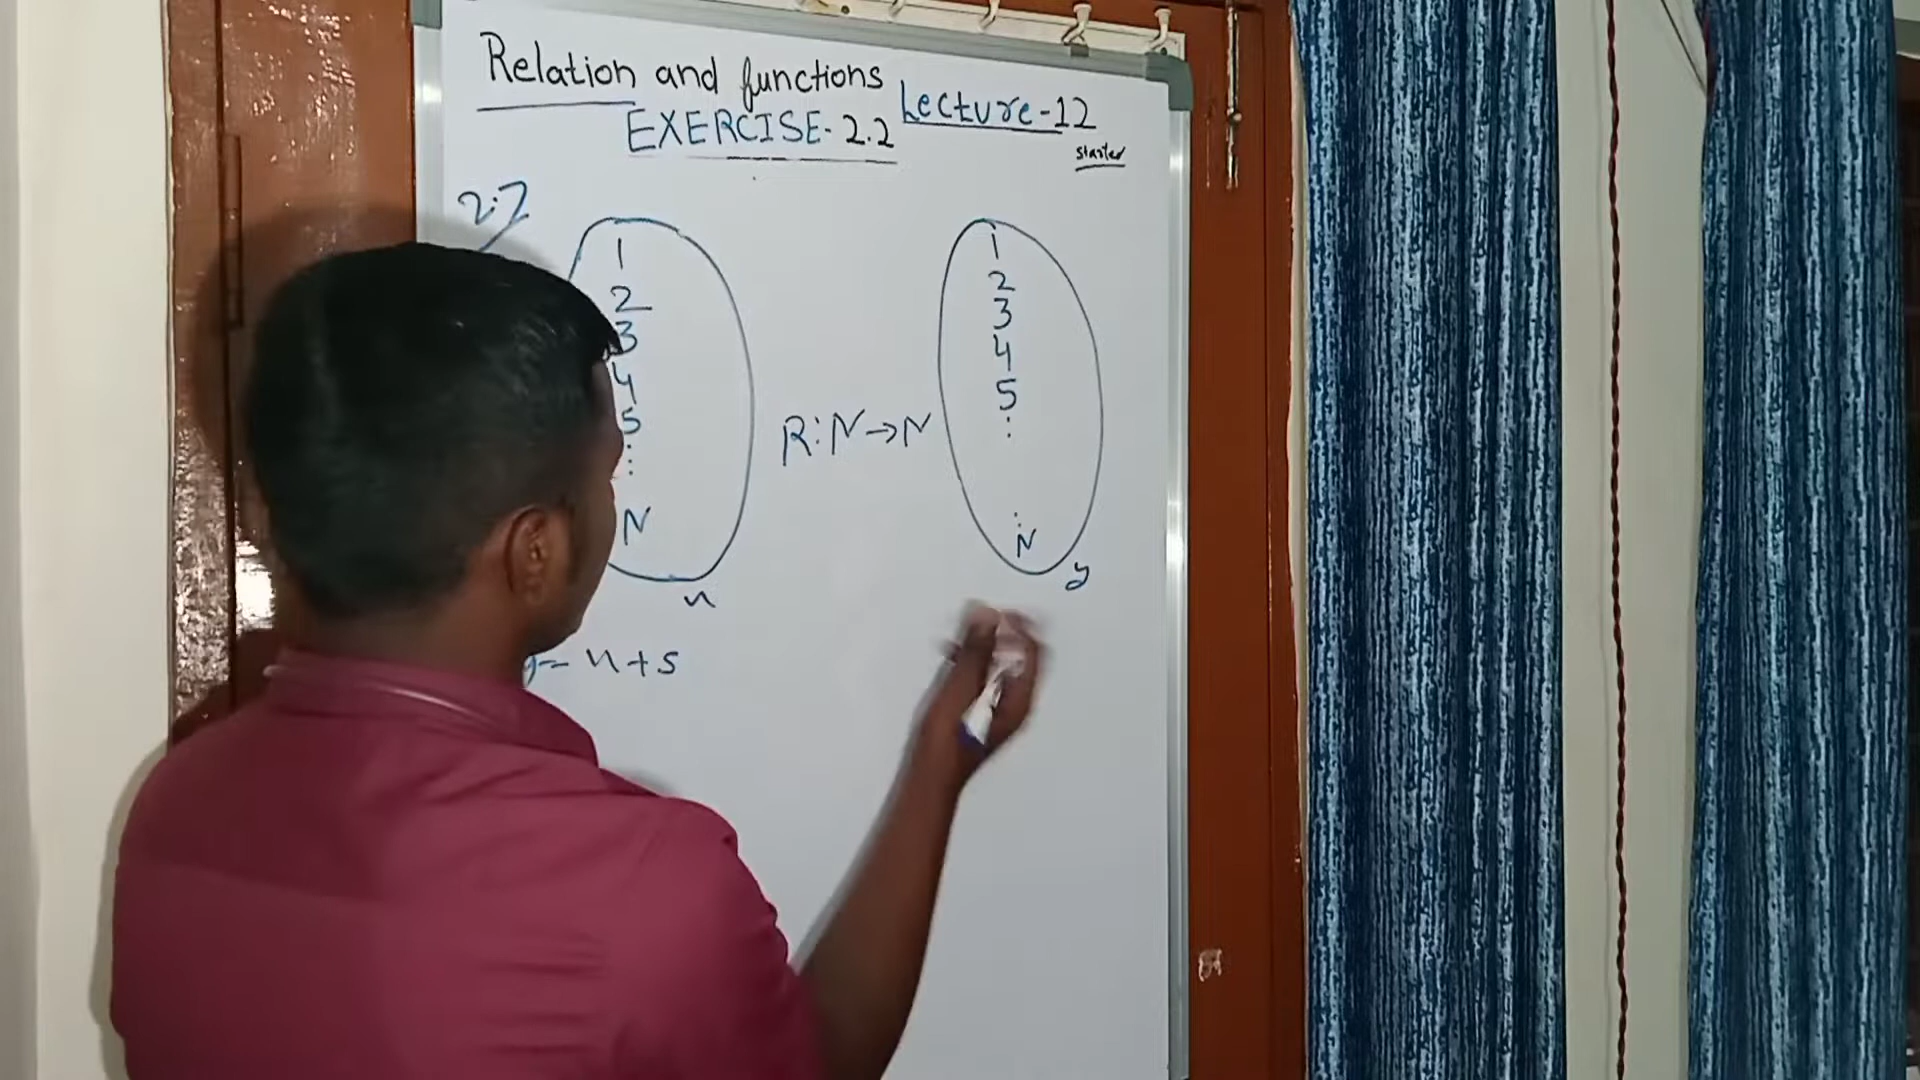 Relation and functions
Lecture-12
EXERCISE-2.2
starter
2.7
1
2
3
4
5
:
N
x
R:N→N
1
2
3
4
5
:
:
N
y
y= x+5